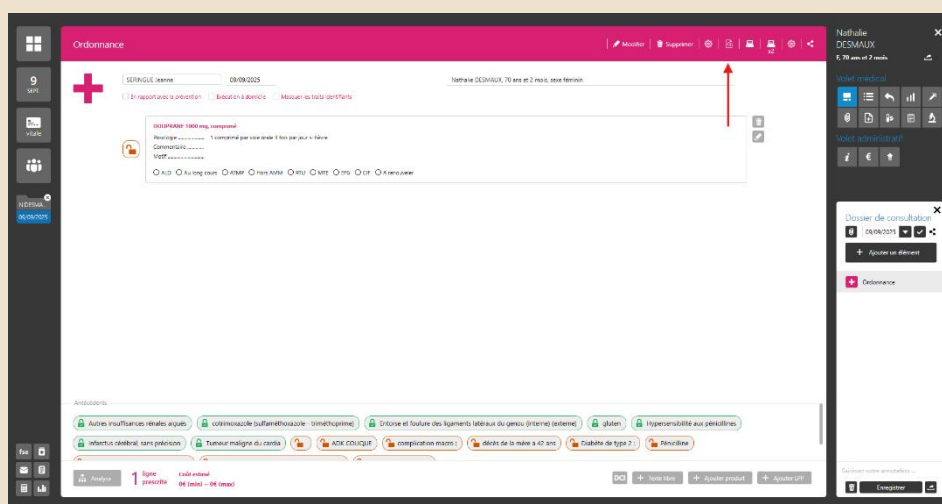 Ordonnance
Modifier
Supprimer
x2
9
SEPT.
vitale
NDESMA...
09/09/2025
fse
SERINGUE Jeanne
09/09/2025
Nathalie DESMAUX, 70 ans et 2 mois, sexe féminin
En rapport avec la prévention
Exécution à domicile
Masquer les traits identifiants
DOLIPRANE 1000 mg, comprimé
Posologie 1 comprimé par voie orale 3 fois par jour si fièvre
Commentaire
Motif
ALD Au long cours ATMP Hors AMM RTU MTE EFG CIF A renouveler
Antécédents
Autres insuffisances rénales aiguës
cotrimoxazole (sulfaméthoxazole - triméthoprime)
Entorse et foulure des ligaments latéraux du genou (interne) (externe)
gluten
Hypersensibilité aux pénicillines
Infarctus cérébral, sans précision
Tumeur maligne du cardia
ADK COLIQUE
complication macro :
décès de la mère a 42 ans
Diabète de type 2 :
Pénicilline
Analyse
1 ligne prescrite
Coût estimé
0€ (min) – 0€ (max)
DCI
+ Texte libre
+ Ajouter produit
+ Ajouter LPP
Nathalie
DESMAUX
F, 70 ans et 2 mois
Volet médical
Volet administratif
i €
Dossier de consultation
09/09/2025
+ Ajouter un élément
Ordonnance
Saisissez votre annotation ...
Enregistrer